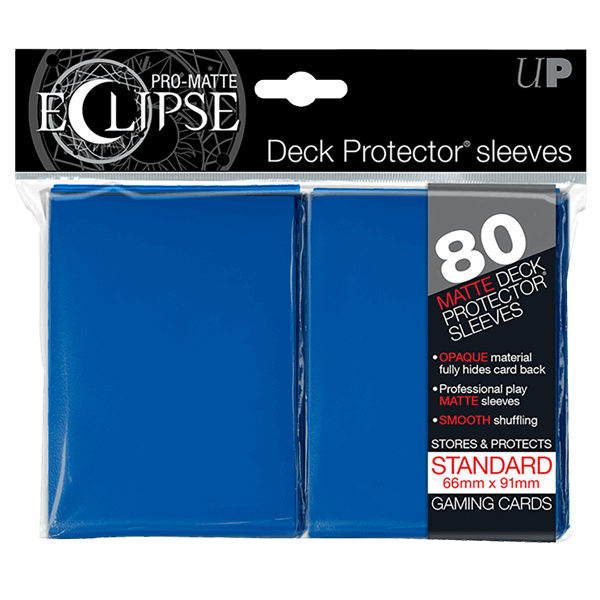 PRO-MATTE
ECLIPSE
UP
Deck Protector® sleeves
80
MATTE DECK
PROTECTOR®
SLEEVES
•OPAQUE material
fully hides card back
•Professional play
MATTE sleeves
•SMOOTH shuffling
STORES & PROTECTS
STANDARD
66mm x 91mm
GAMING CARDS